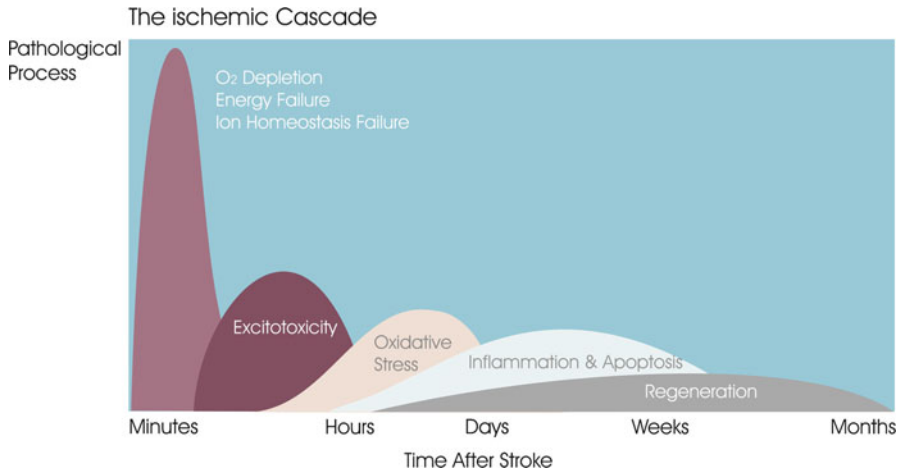 The ischemic Cascade
Pathological
Process
O₂ Depletion
Energy Failure
Ion Homeostasis Failure
Excitotoxicity
Oxidative
Stress
Inflammation & Apoptosis
Regeneration
Minutes
Hours
Days
Weeks
Months
Time After Stroke